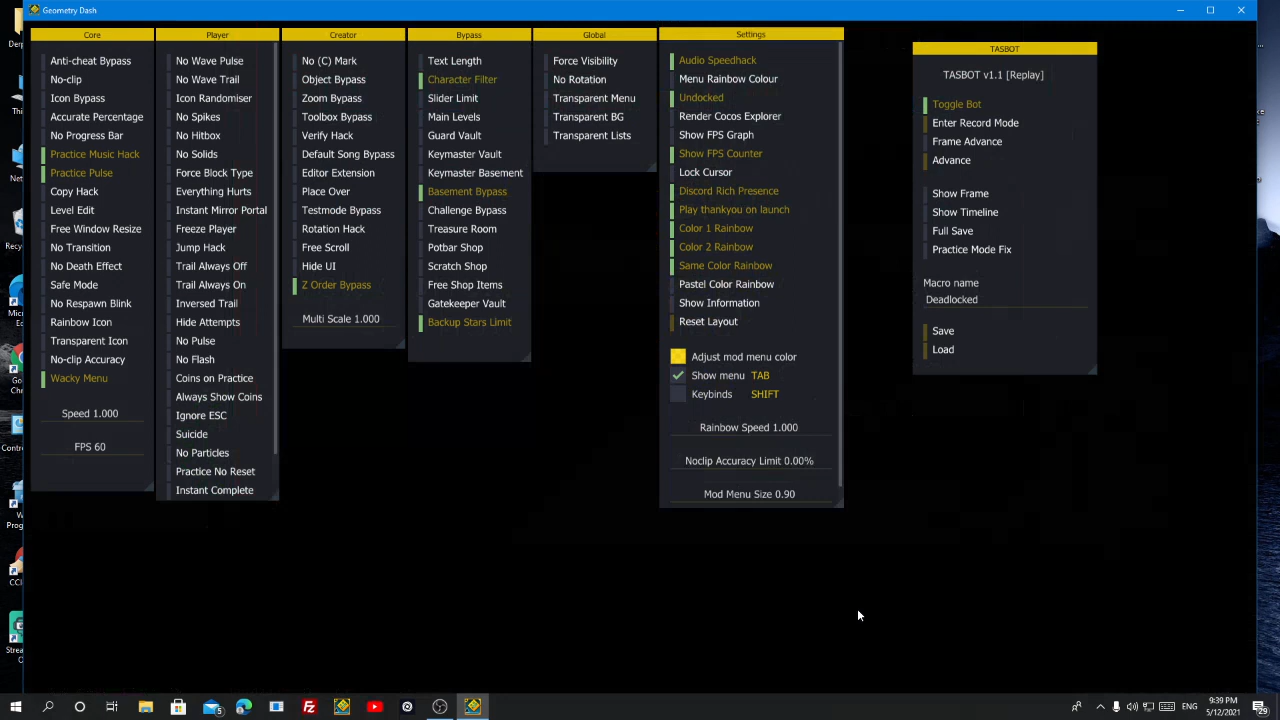 Geometry Dash
Core
Anti-cheat Bypass
No-clip
Icon Bypass
Accurate Percentage
No Progress Bar
Practice Music Hack
Practice Pulse
Copy Hack
Level Edit
Free Window Resize
No Transition
No Death Effect
Safe Mode
No Respawn Blink
Rainbow Icon
Transparent Icon
No-clip Accuracy
Wacky Menu
Speed 1.000
FPS 60
Player
No Wave Pulse
No Wave Trail
Icon Randomiser
No Spikes
No Hitbox
No Solids
Force Block Type
Everything Hurts
Instant Mirror Portal
Freeze Player
Jump Hack
Trail Always Off
Trail Always On
Inversed Trail
Hide Attempts
No Pulse
No Flash
Coins on Practice
Always Show Coins
Ignore ESC
Suicide
No Particles
Practice No Reset
Instant Complete
Creator
No (C) Mark
Object Bypass
Zoom Bypass
Toolbox Bypass
Verify Hack
Default Song Bypass
Editor Extension
Place Over
Testmode Bypass
Rotation Hack
Free Scroll
Hide UI
Z Order Bypass
Multi Scale 1.000
Bypass
Text Length
Character Filter
Slider Limit
Main Levels
Guard Vault
Keymaster Vault
Keymaster Basement
Basement Bypass
Challenge Bypass
Treasure Room
Potbar Shop
Scratch Shop
Free Shop Items
Gatekeeper Vault
Backup Stars Limit
Global
Force Visibility
No Rotation
Transparent Menu
Transparent BG
Transparent Lists
Settings
Audio Speedhack
Menu Rainbow Colour
Undocked
Render Cocos Explorer
Show FPS Graph
Show FPS Counter
Lock Cursor
Discord Rich Presence
Play thankyou on launch
Color 1 Rainbow
Color 2 Rainbow
Same Color Rainbow
Pastel Color Rainbow
Show Information
Reset Layout
Adjust mod menu color
Show menu TAB
Keybinds SHIFT
Rainbow Speed 1.000
Noclip Accuracy Limit 0.00%
Mod Menu Size 0.90
TASBOT
TASBOT v1.1 [Replay]
Toggle Bot
Enter Record Mode
Frame Advance
Advance
Show Frame
Show Timeline
Full Save
Practice Mode Fix
Macro name
Deadlocked
Save
Load
5
ENG
9:39 PM
5/12/2021
29